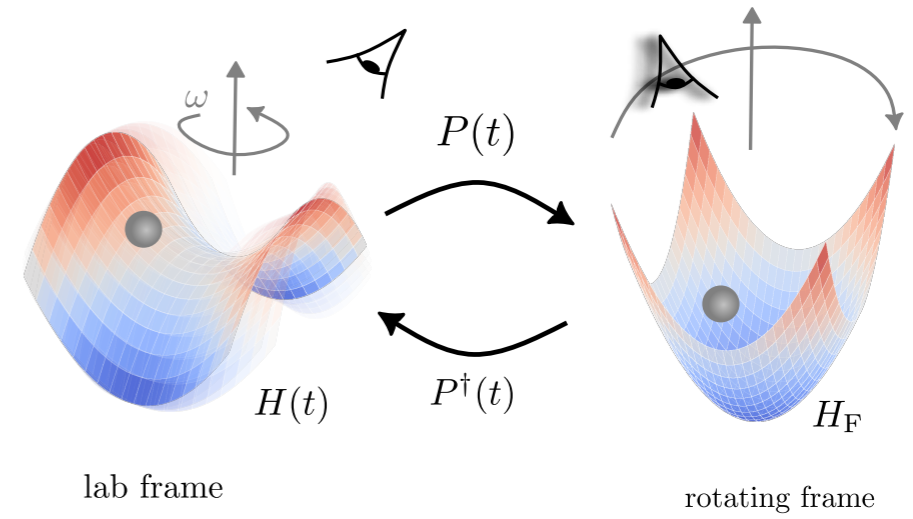 ω
P(t)
H(t)
P†(t)
H_F
lab frame
rotating frame